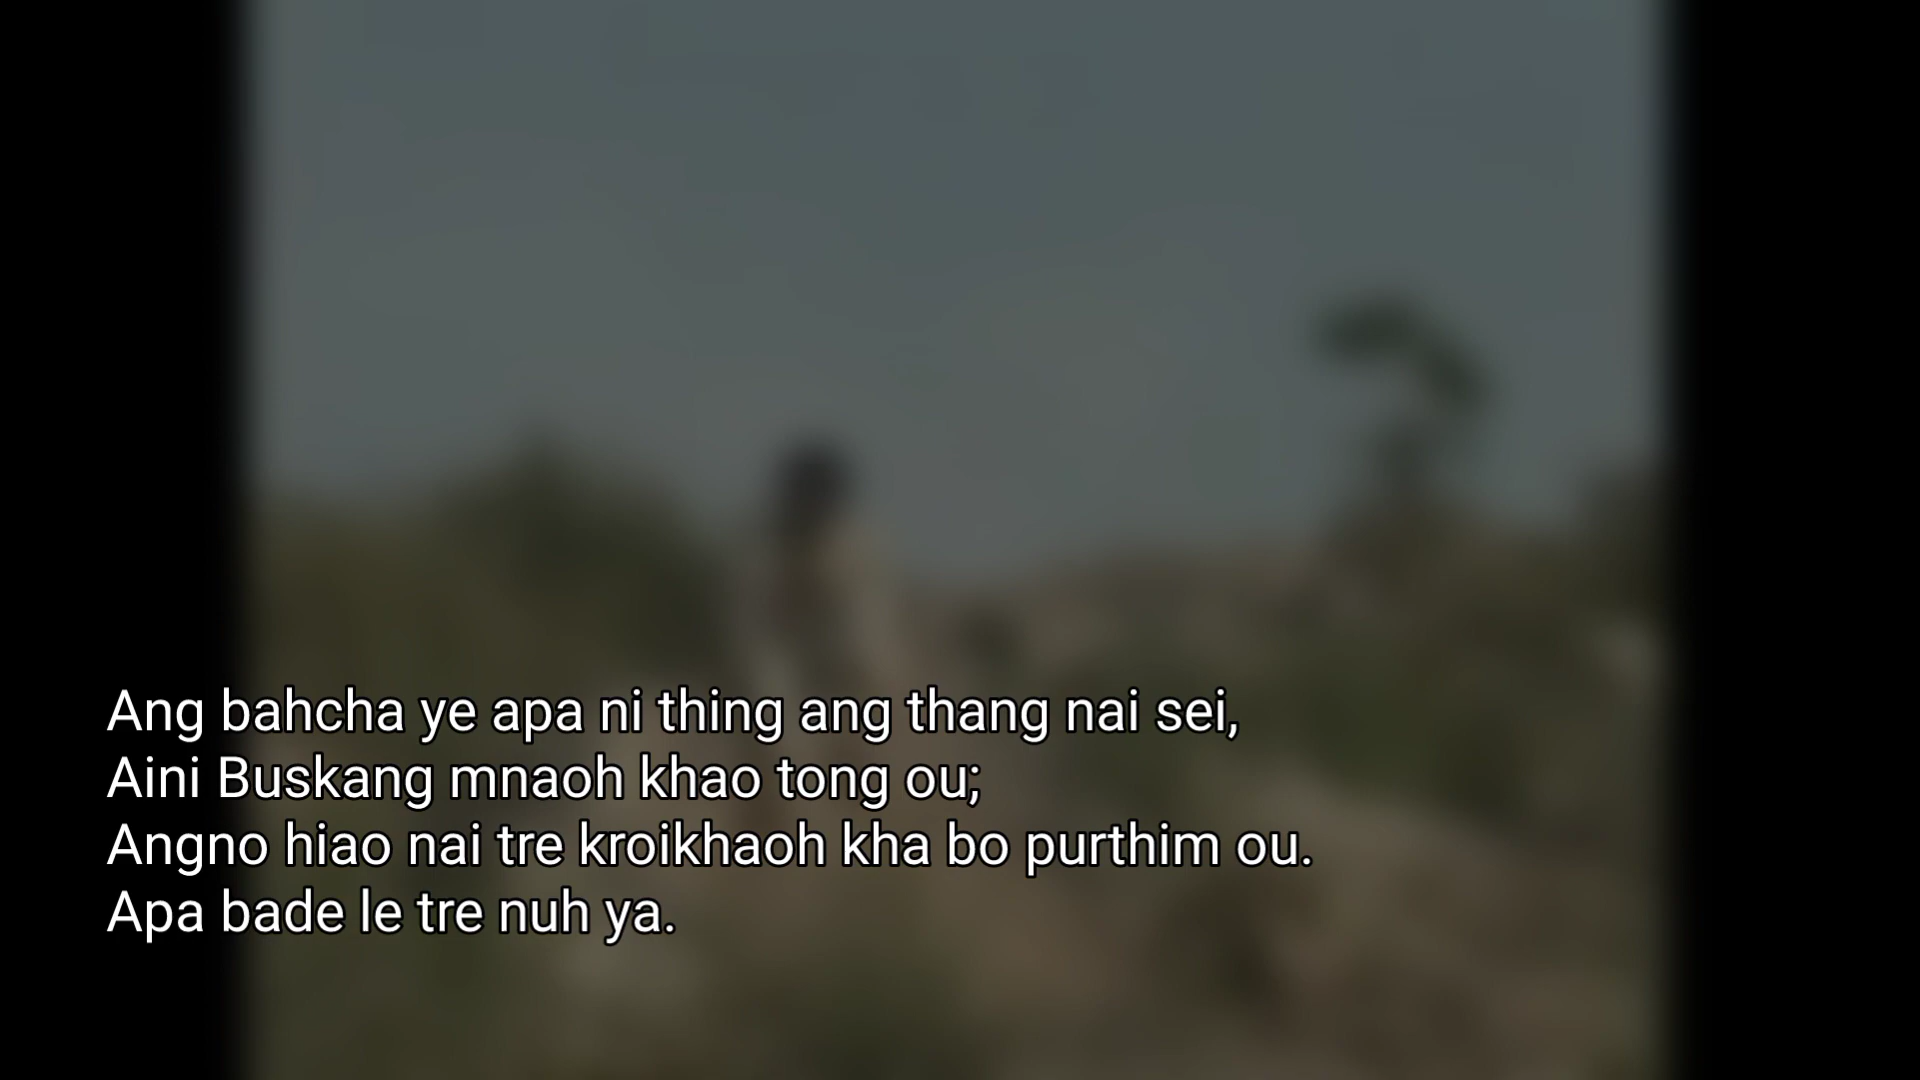 Ang bahcha ye apa ni thing ang thang nai sei,
Aini Buskang mnaoh khao tong ou;
Angno hiao nai tre kroikhaoh kha bo purthim ou.
Apa bade le tre nuh ya.